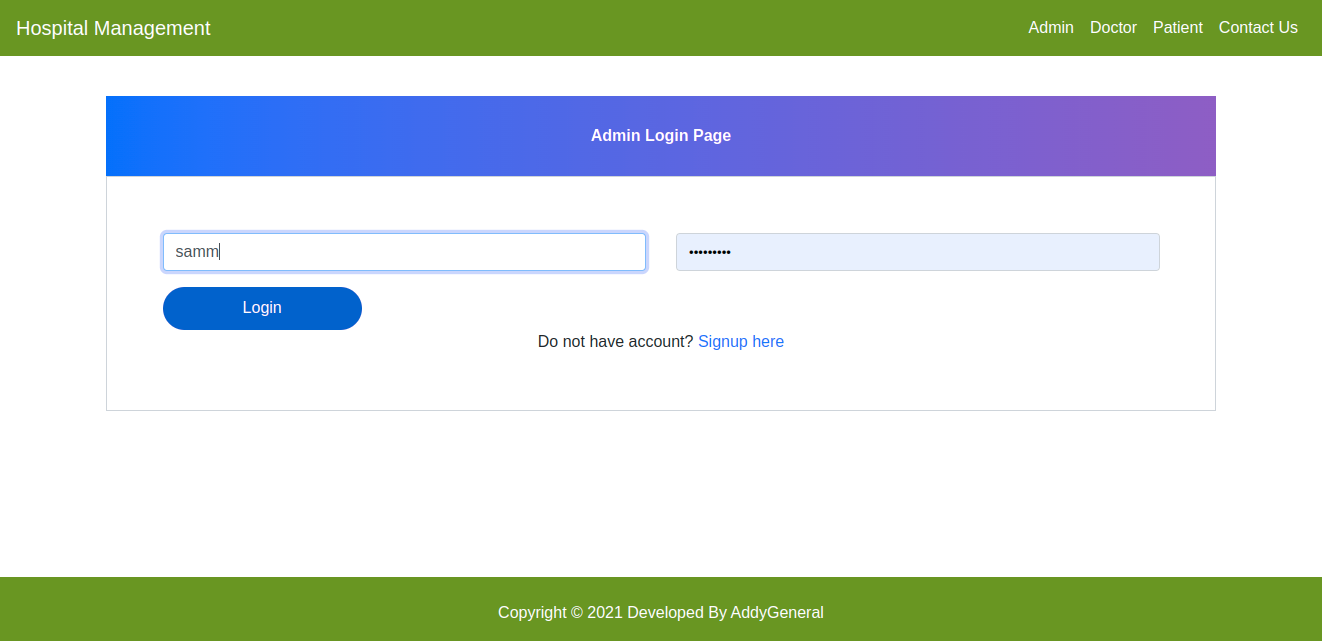 Hospital Management
Admin Doctor Patient Contact Us
Admin Login Page
samm •••••••••
Login
Do not have account? Signup here
Copyright © 2021 Developed By AddyGeneral